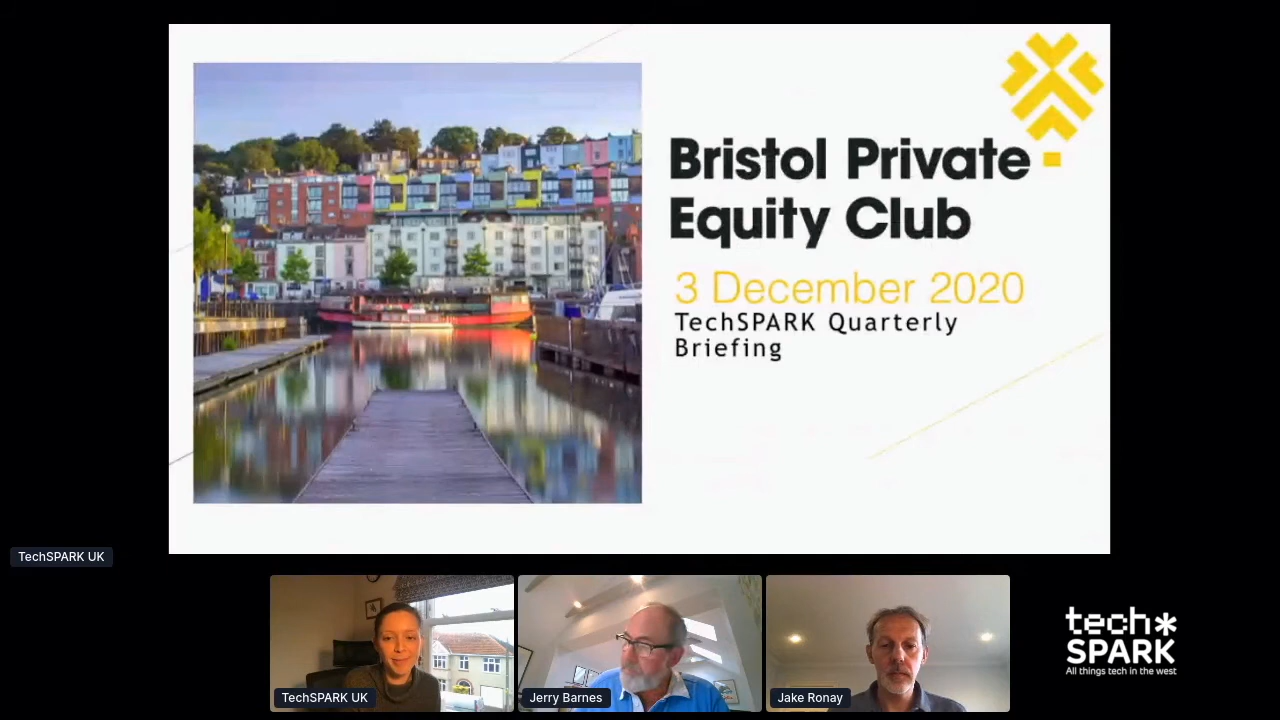 Bristol Private
Equity Club
3 December 2020
TechSPARK Quarterly
Briefing
TechSPARK UK
TechSPARK UK
Jerry Barnes
Jake Ronay
tech
SPARK
All things tech in the west